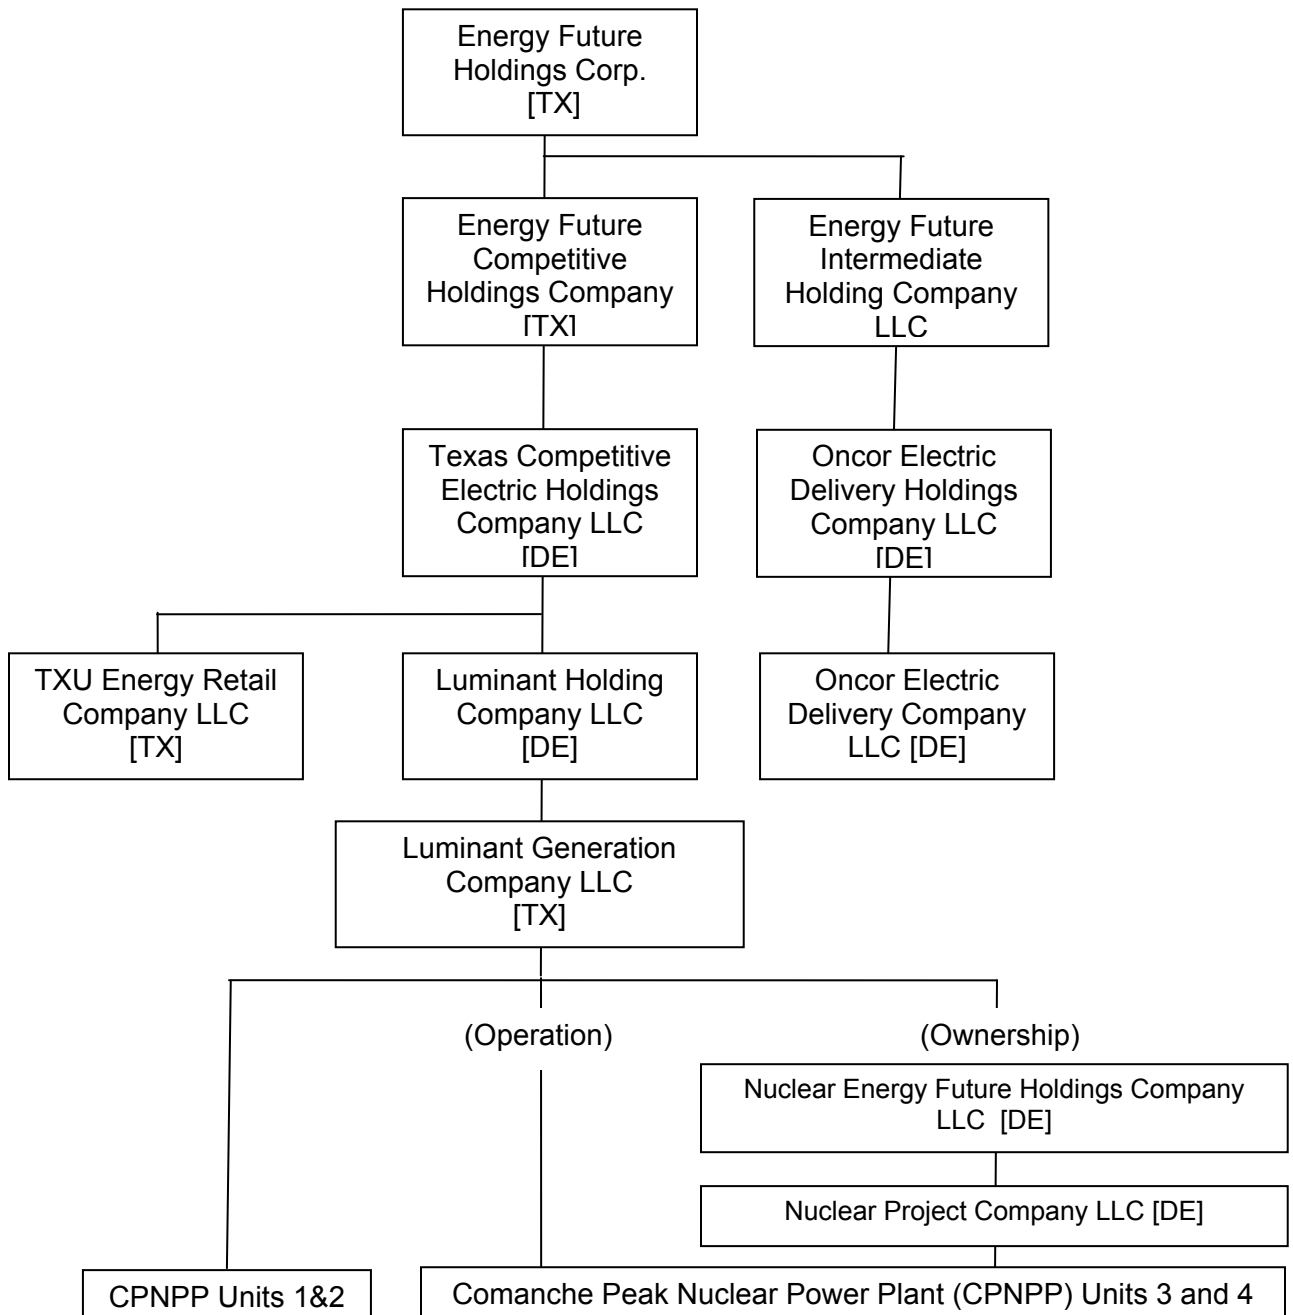 Energy Future
Holdings Corp.
[TX]
Energy Future
Competitive
Holdings Company
[TX]
Energy Future
Intermediate
Holding Company
LLC
Texas Competitive
Electric Holdings
Company LLC
[DE]
Oncor Electric
Delivery Holdings
Company LLC
[DE]
TXU Energy Retail
Company LLC
[TX]
Luminant Holding
Company LLC
[DE]
Oncor Electric
Delivery Company
LLC [DE]
Luminant Generation
Company LLC
[TX]
(Operation)
(Ownership)
Nuclear Energy Future Holdings Company
LLC [DE]
Nuclear Project Company LLC [DE]
CPNPP Units 1&2
Comanche Peak Nuclear Power Plant (CPNPP) Units 3 and 4